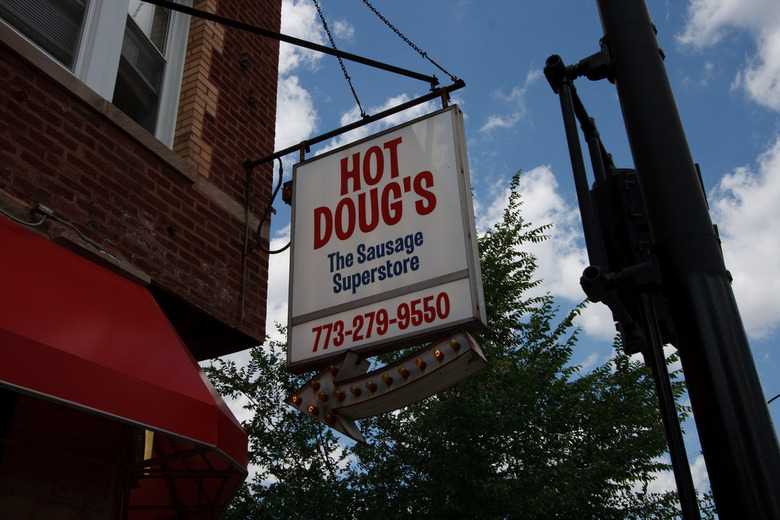 HOT
DOUG'S
The Sausage
Superstore
773-279-9550